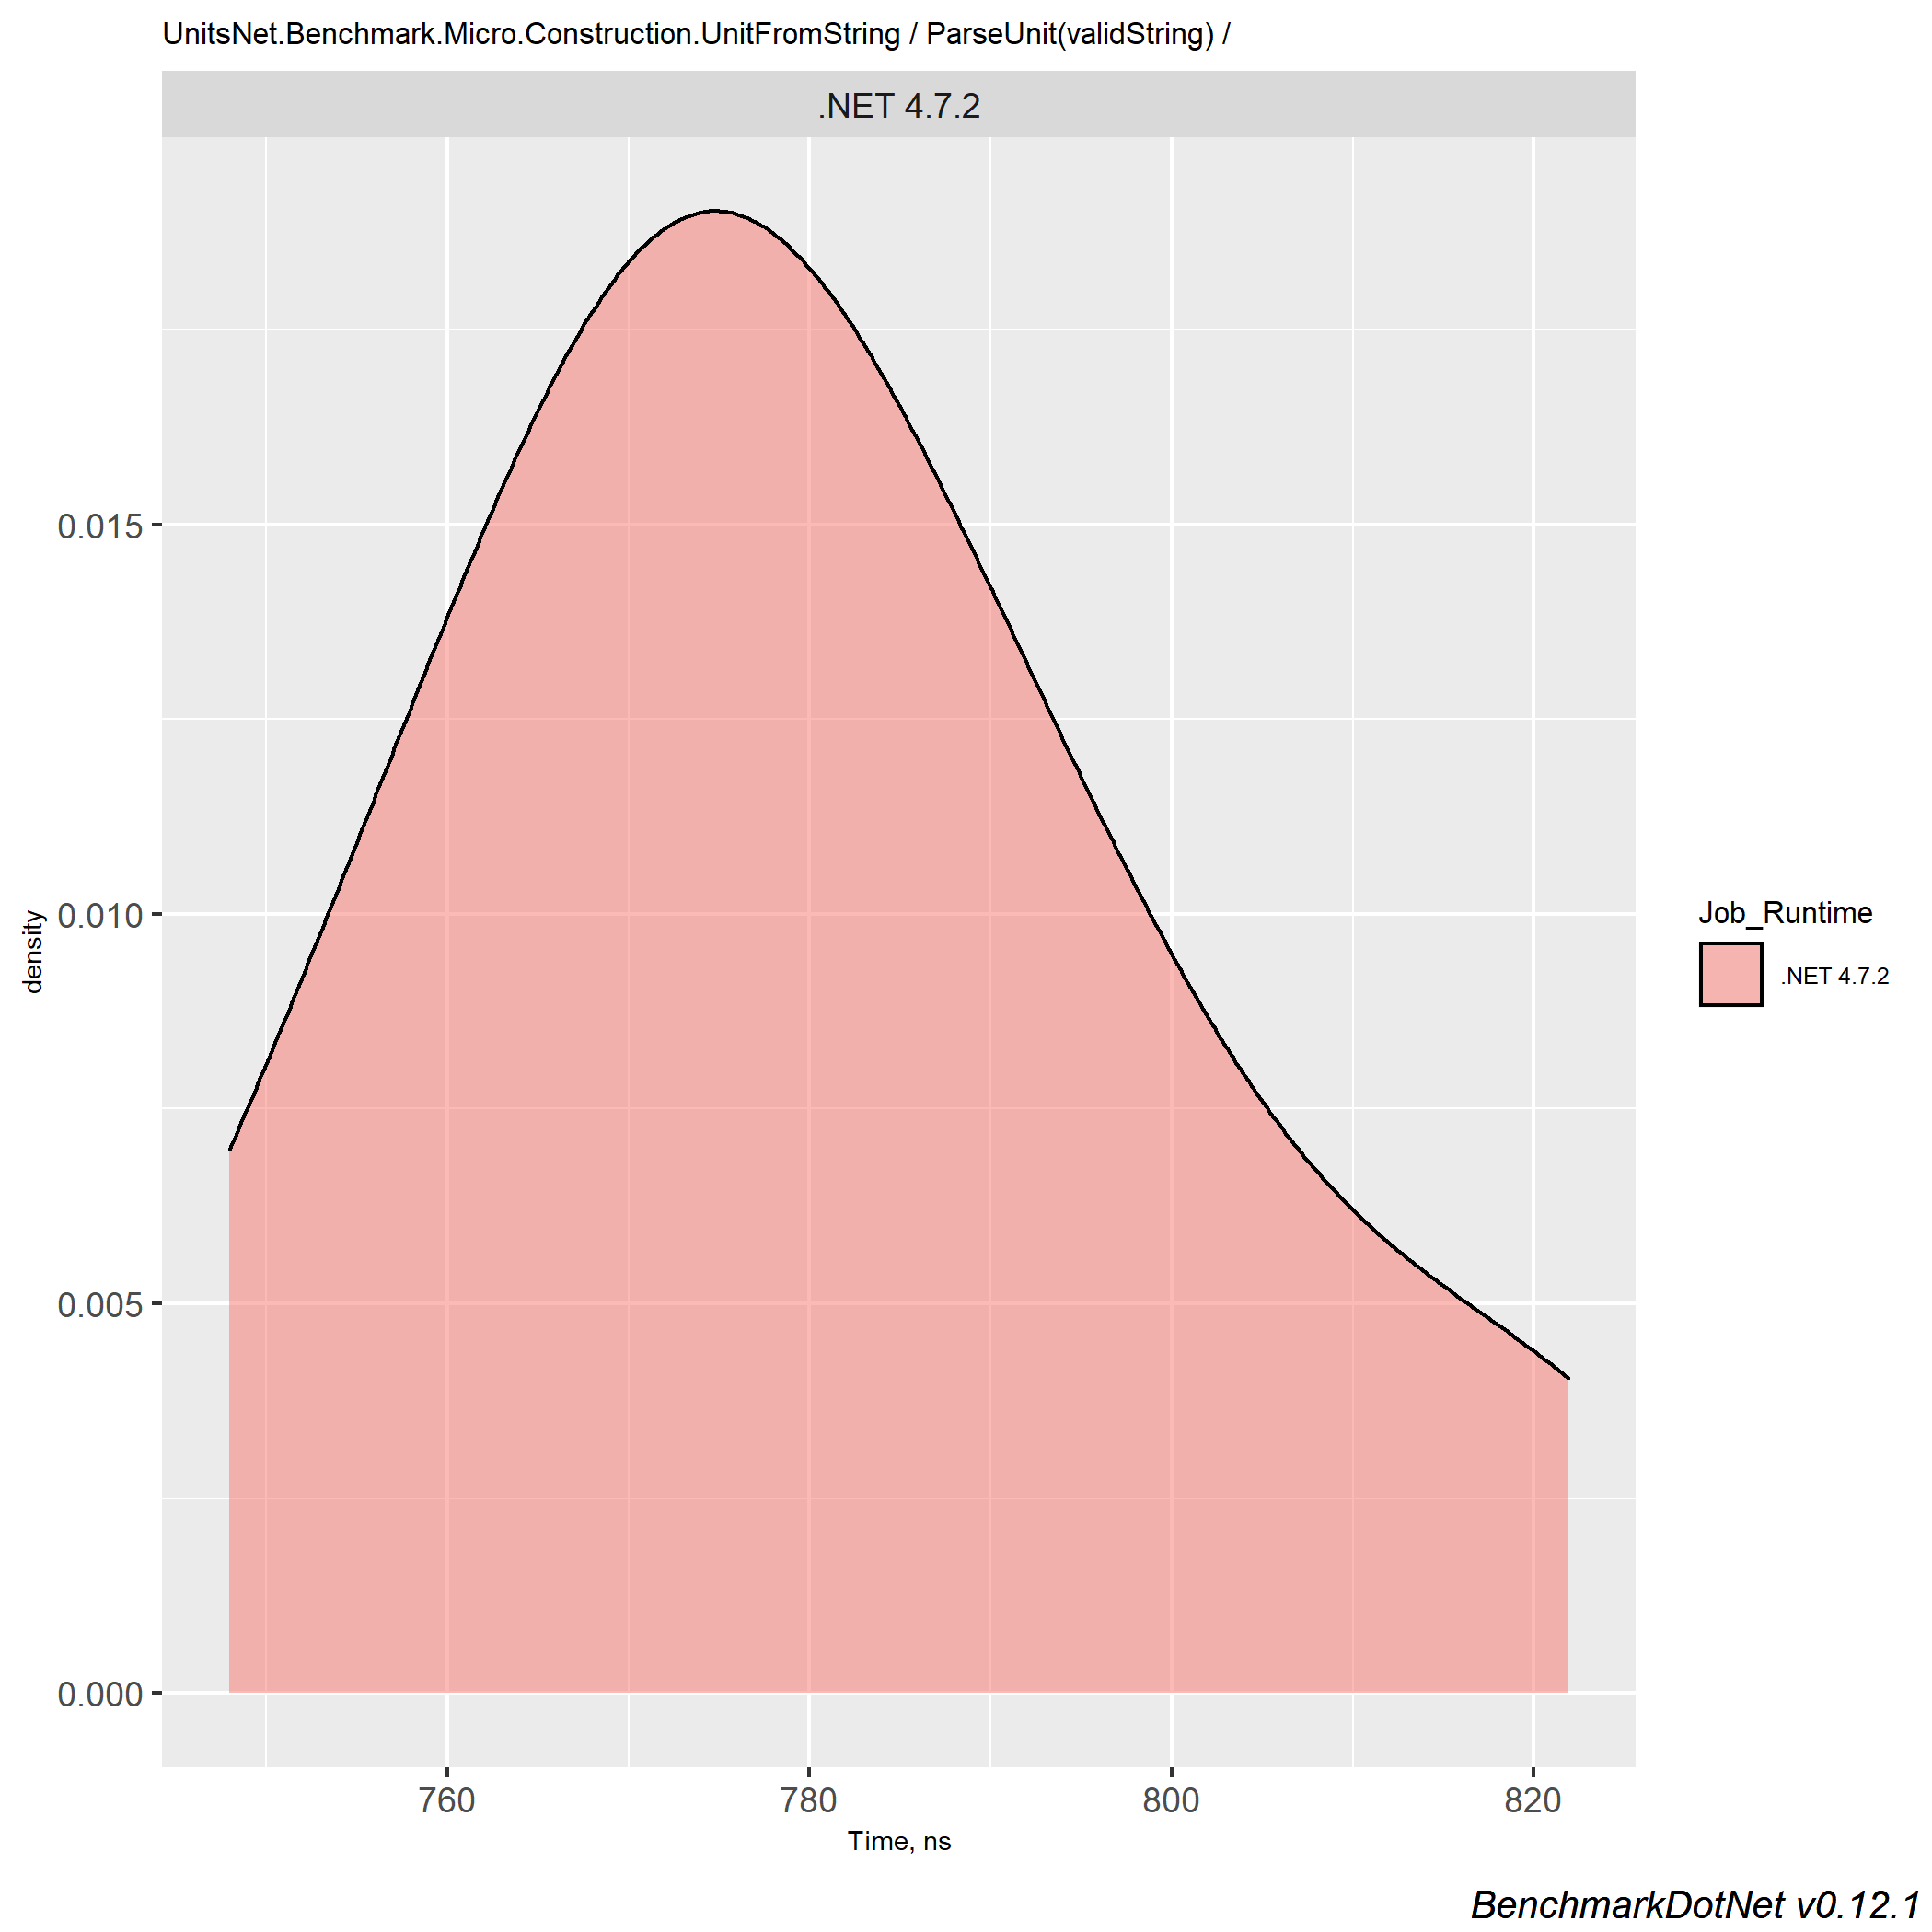 UnitsNet.Benchmark.Micro.Construction.UnitFromString / ParseUnit(validString) /
.NET 4.7.2
0.015
0.010
0.005
0.000
density
760 780 800 820
Time, ns
Job_Runtime
.NET 4.7.2
BenchmarkDotNet v0.12.1